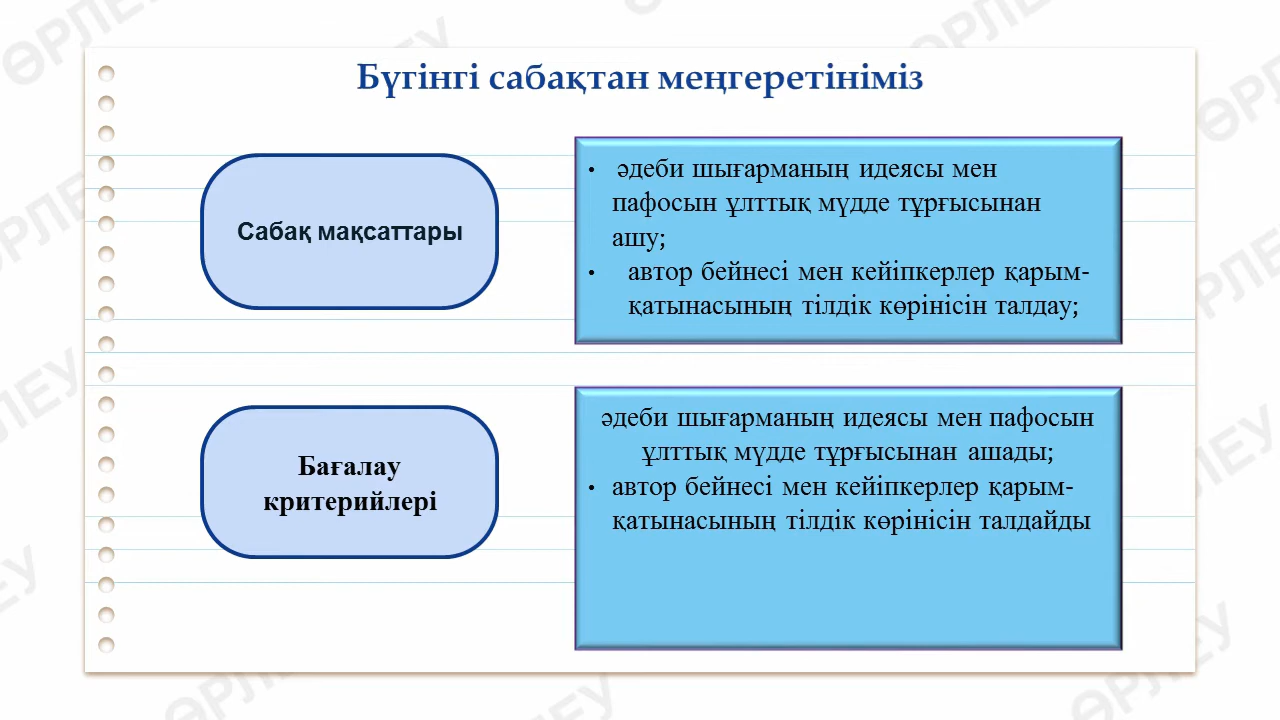 Бүгінгі сабақтан меңгеретініміз
Сабақ мақсаттары
• әдеби шығарманың идеясы мен
пафосын ұлттық мүдде тұрғысынан
ашу;
• автор бейнесі мен кейіпкерлер қарым-
қатынасының тілдік көрінісін талдау;
Бағалау
критерийлері
әдеби шығарманың идеясы мен пафосын
ұлттық мүдде тұрғысынан ашады;
• автор бейнесі мен кейіпкерлер қарым-
қатынасының тілдік көрінісін талдайды
ӨРЛЕУ